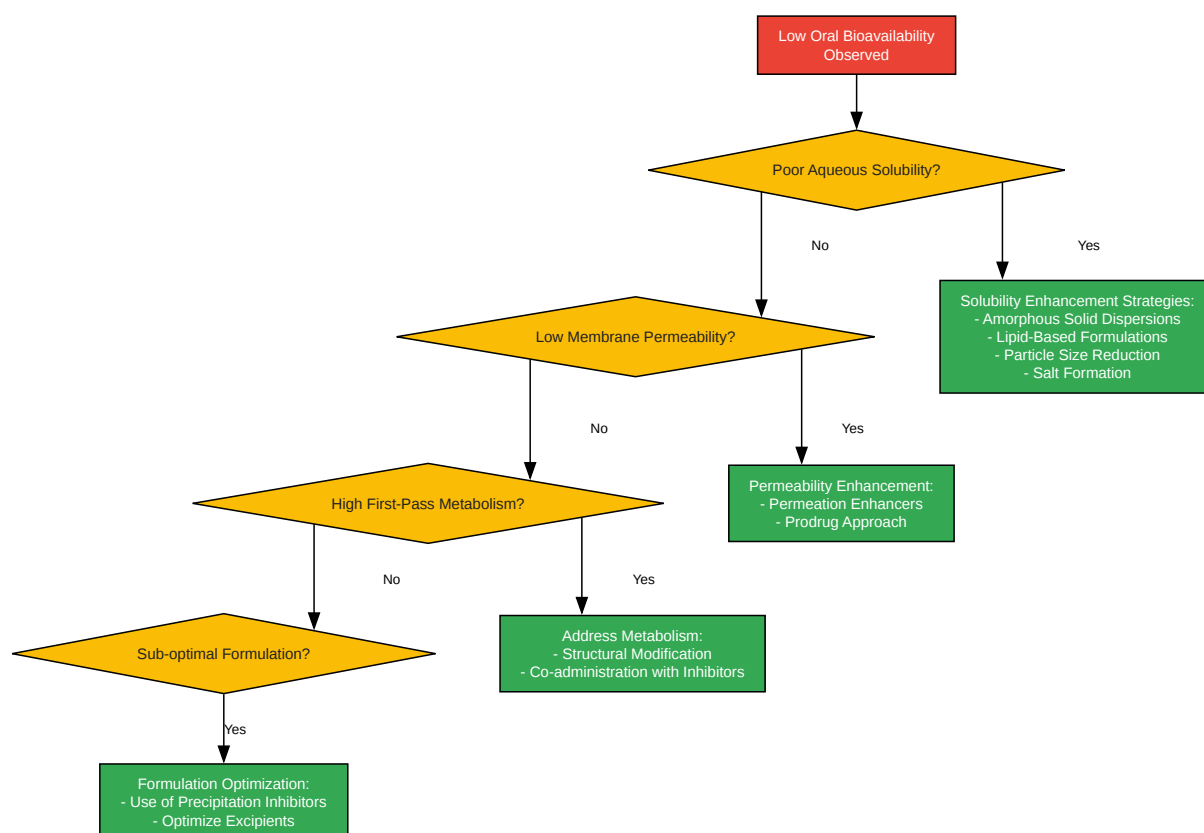 Low Oral Bioavailability
Observed
Poor Aqueous Solubility?
No
Yes
Solubility Enhancement Strategies:
- Amorphous Solid Dispersions
- Lipid-Based Formulations
- Particle Size Reduction
- Salt Formation
Low Membrane Permeability?
No
Yes
Permeability Enhancement:
- Permeation Enhancers
- Prodrug Approach
High First-Pass Metabolism?
No
Yes
Address Metabolism:
- Structural Modification
- Co-administration with Inhibitors
Sub-optimal Formulation?
Yes
Formulation Optimization:
- Use of Precipitation Inhibitors
- Optimize Excipients